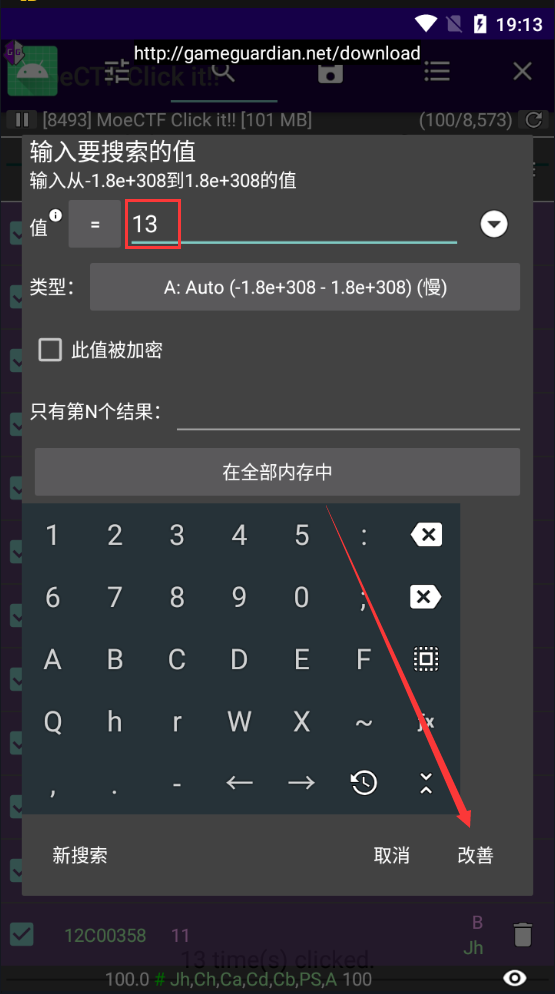 19:13
http://gameguardian.net/download
MoeCTF Click it!!
[8493] MoeCTF Click it!! [101 MB] (100/8,573)
输入要搜索的值
输入从-1.8e+308到1.8e+308的值
值 = 13
类型: A: Auto (-1.8e+308 - 1.8e+308) (慢)
此值被加密
只有第N个结果:
在全部内存中
1 2 3 4 5 :
6 7 8 9 0 ;
A B C D E F
Q h r W X ~ fx
, . - ← →
新搜索 取消 改善
12C00358 11 B
Jh
13 time(s) clicked.
100.0 # Jh,Ch,Ca,Cd,Cb,PS,A 100